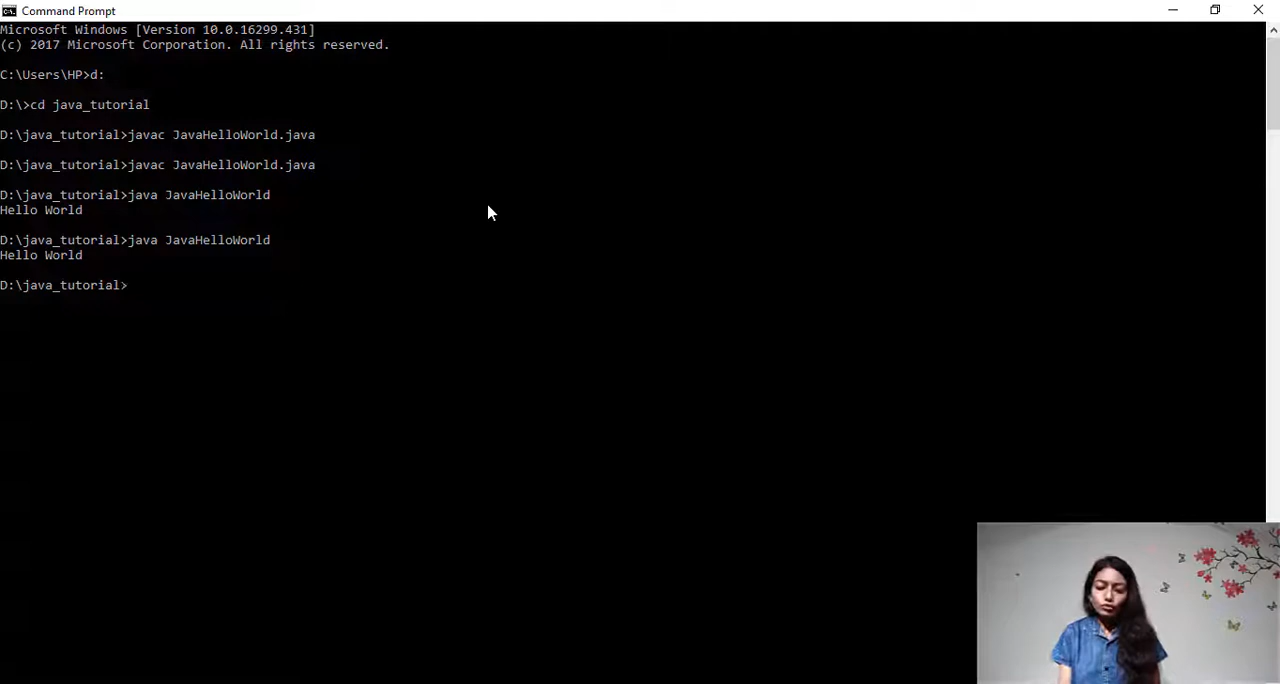 Command Prompt
Microsoft Windows [Version 10.0.16299.431]
(c) 2017 Microsoft Corporation. All rights reserved.
C:\Users\HP>d:
D:\>cd java_tutorial
D:\java_tutorial>javac JavaHelloWorld.java
D:\java_tutorial>javac JavaHelloWorld.java
D:\java_tutorial>java JavaHelloWorld
Hello World
D:\java_tutorial>java JavaHelloWorld
Hello World
D:\java_tutorial>